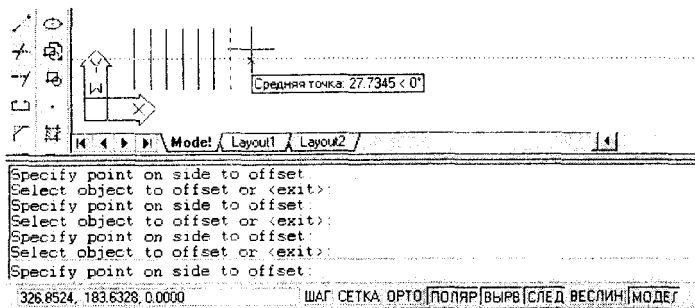 Y
W
X
Средняя точка: 27.7345 < 0°
Model Layout1 Layout2
Specify point on side to offset:
Select object to offset or <exit>:
Specify point on side to offset:
Select object to offset or <exit>:
Specify point on side to offset:
Select object to offset or <exit>:
Specify point on side to offset:
326.8524, 183.6328, 0.0000 ШАГ СЕТКА ОРТО ПОЛЯР ВЫРВ СЛЕД ВЕСЛИН МОДЕЛ